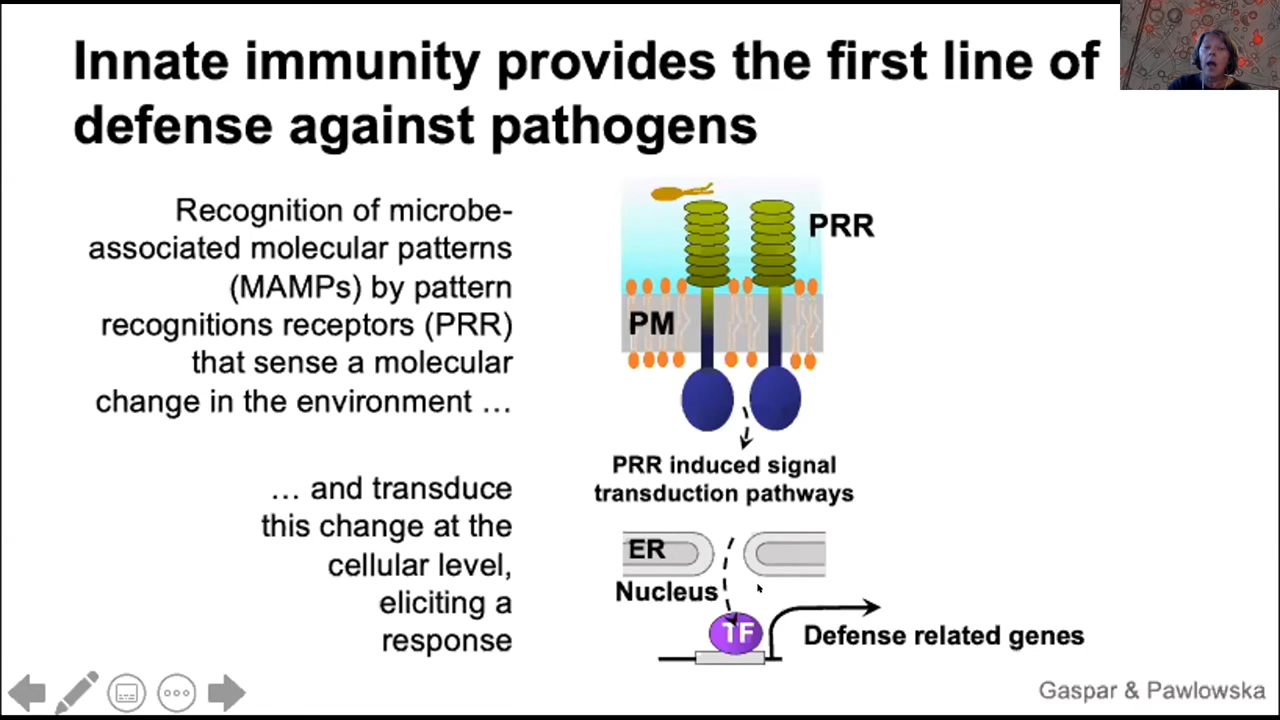 Innate immunity provides the first line of
defense against pathogens
Recognition of microbe-
associated molecular patterns
(MAMPs) by pattern
recognitions receptors (PRR)
that sense a molecular
change in the environment …
… and transduce
this change at the
cellular level,
eliciting a
response
PRR
PM
PRR induced signal
transduction pathways
ER
Nucleus
TF
Defense related genes
Gaspar & Pawlowska